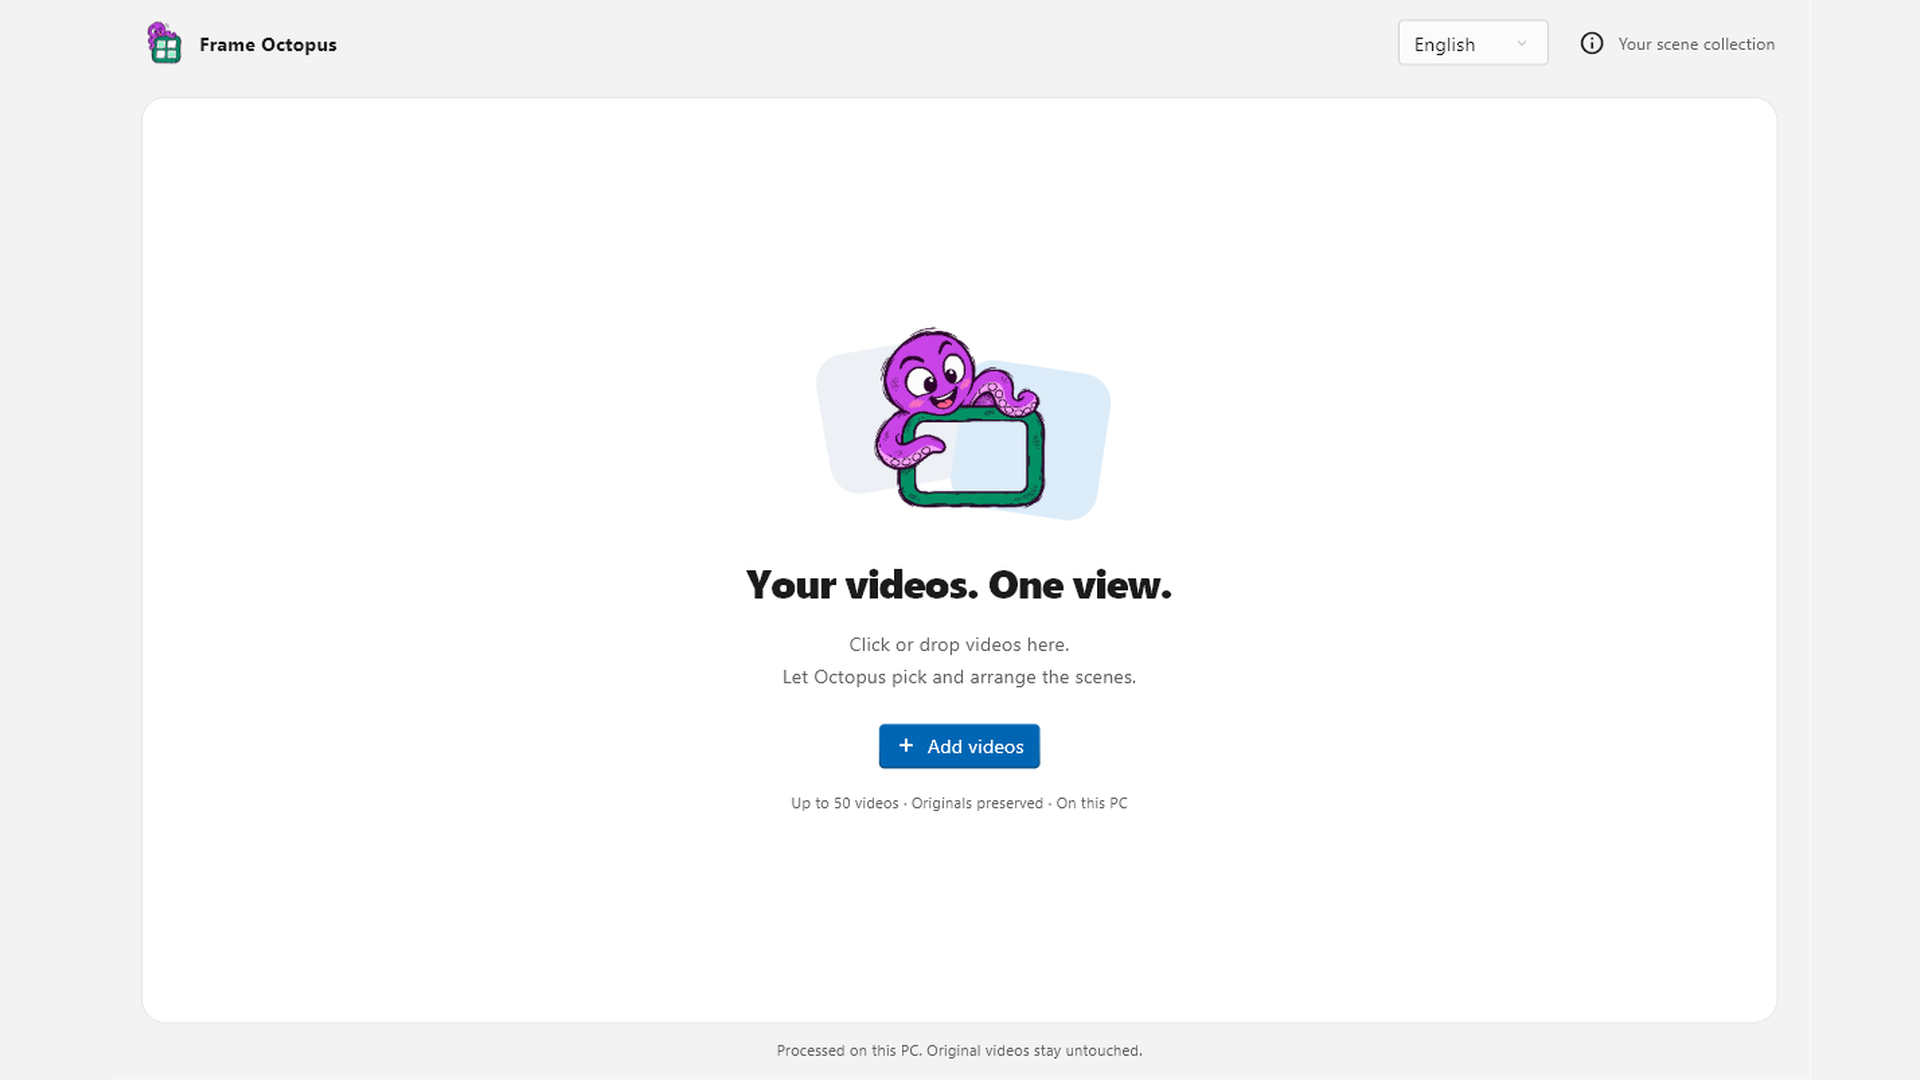 Frame Octopus
English
Your scene collection
Your videos. One view.
Click or drop videos here.
Let Octopus pick and arrange the scenes.
+ Add videos
Up to 50 videos · Originals preserved · On this PC
Processed on this PC. Original videos stay untouched.